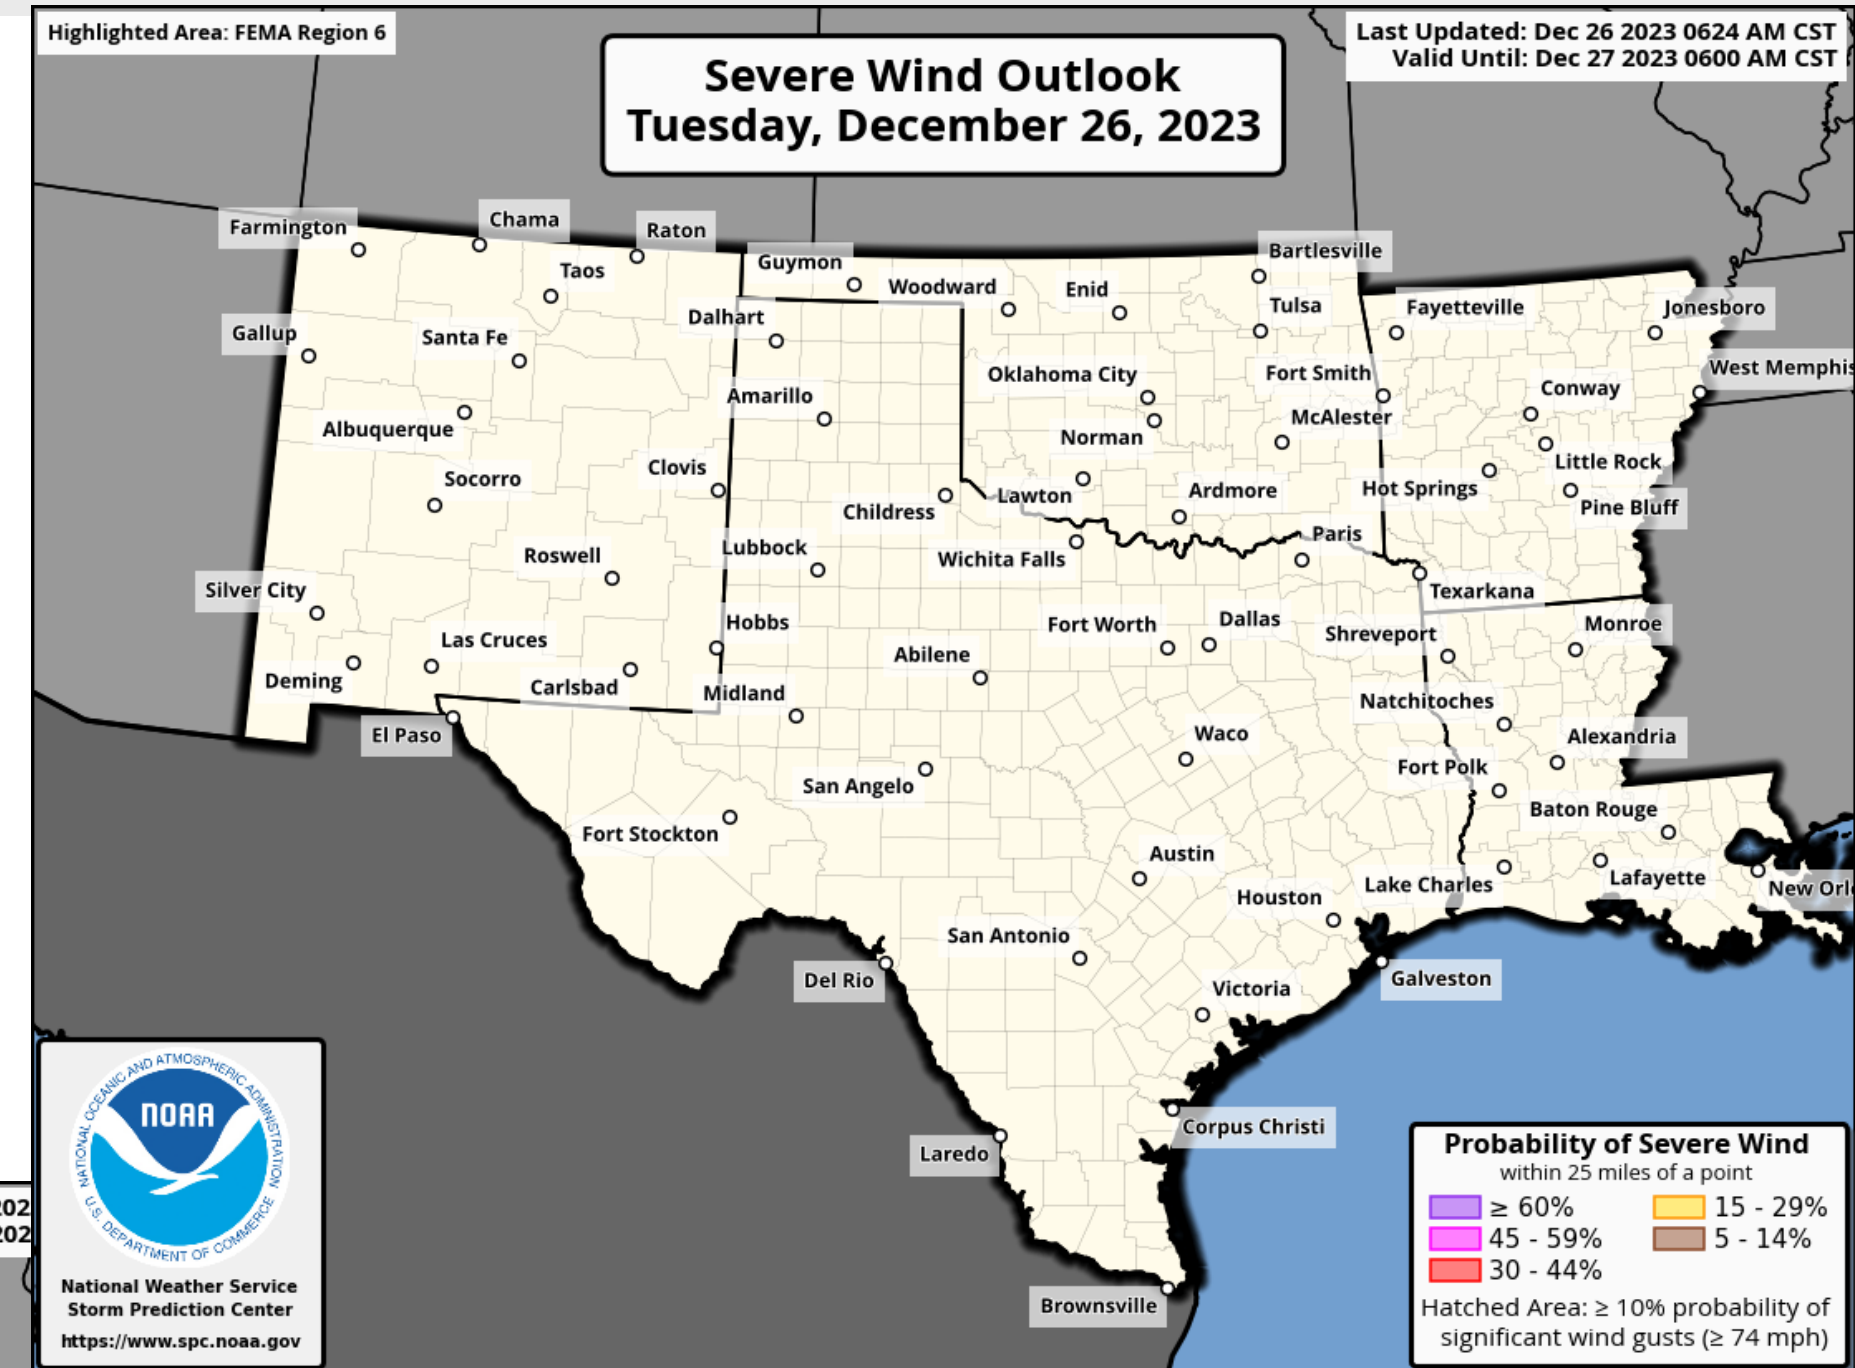 Highlighted Area: FEMA Region 6
Last Updated: Dec 26 2023 0624 AM CST
Valid Until: Dec 27 2023 0600 AM CST
Severe Wind Outlook
Tuesday, December 26, 2023
Farmington
Chama
Raton
Taos
Guymon
Woodward
Enid
Bartlesville
Tulsa
Fayetteville
Jonesboro
Gallup
Santa Fe
Dalhart
Oklahoma City
Fort Smith
West Memphis
Conway
Amarillo
Albuquerque
Norman
McAlester
Little Rock
Socorro
Clovis
Childress
Lawton
Ardmore
Hot Springs
Pine Bluff
Roswell
Lubbock
Wichita Falls
Paris
Texarkana
Silver City
Las Cruces
Hobbs
Fort Worth
Dallas
Shreveport
Monroe
Deming
Carlsbad
Midland
Abilene
Natchitoches
El Paso
Waco
Alexandria
San Angelo
Fort Polk
Fort Stockton
Baton Rouge
Austin
Houston
Lake Charles
Lafayette
New Orl
San Antonio
Del Rio
Victoria
Galveston
Corpus Christi
Laredo
Brownsville
202
202
NATIONAL OCEANIC AND ATMOSPHERIC ADMINISTRATION
NOAA
U.S. DEPARTMENT OF COMMERCE
National Weather Service
Storm Prediction Center
https://www.spc.noaa.gov
Probability of Severe Wind
within 25 miles of a point
≥ 60%
15 - 29%
45 - 59%
5 - 14%
30 - 44%
Hatched Area: ≥ 10% probability of
significant wind gusts (≥ 74 mph)